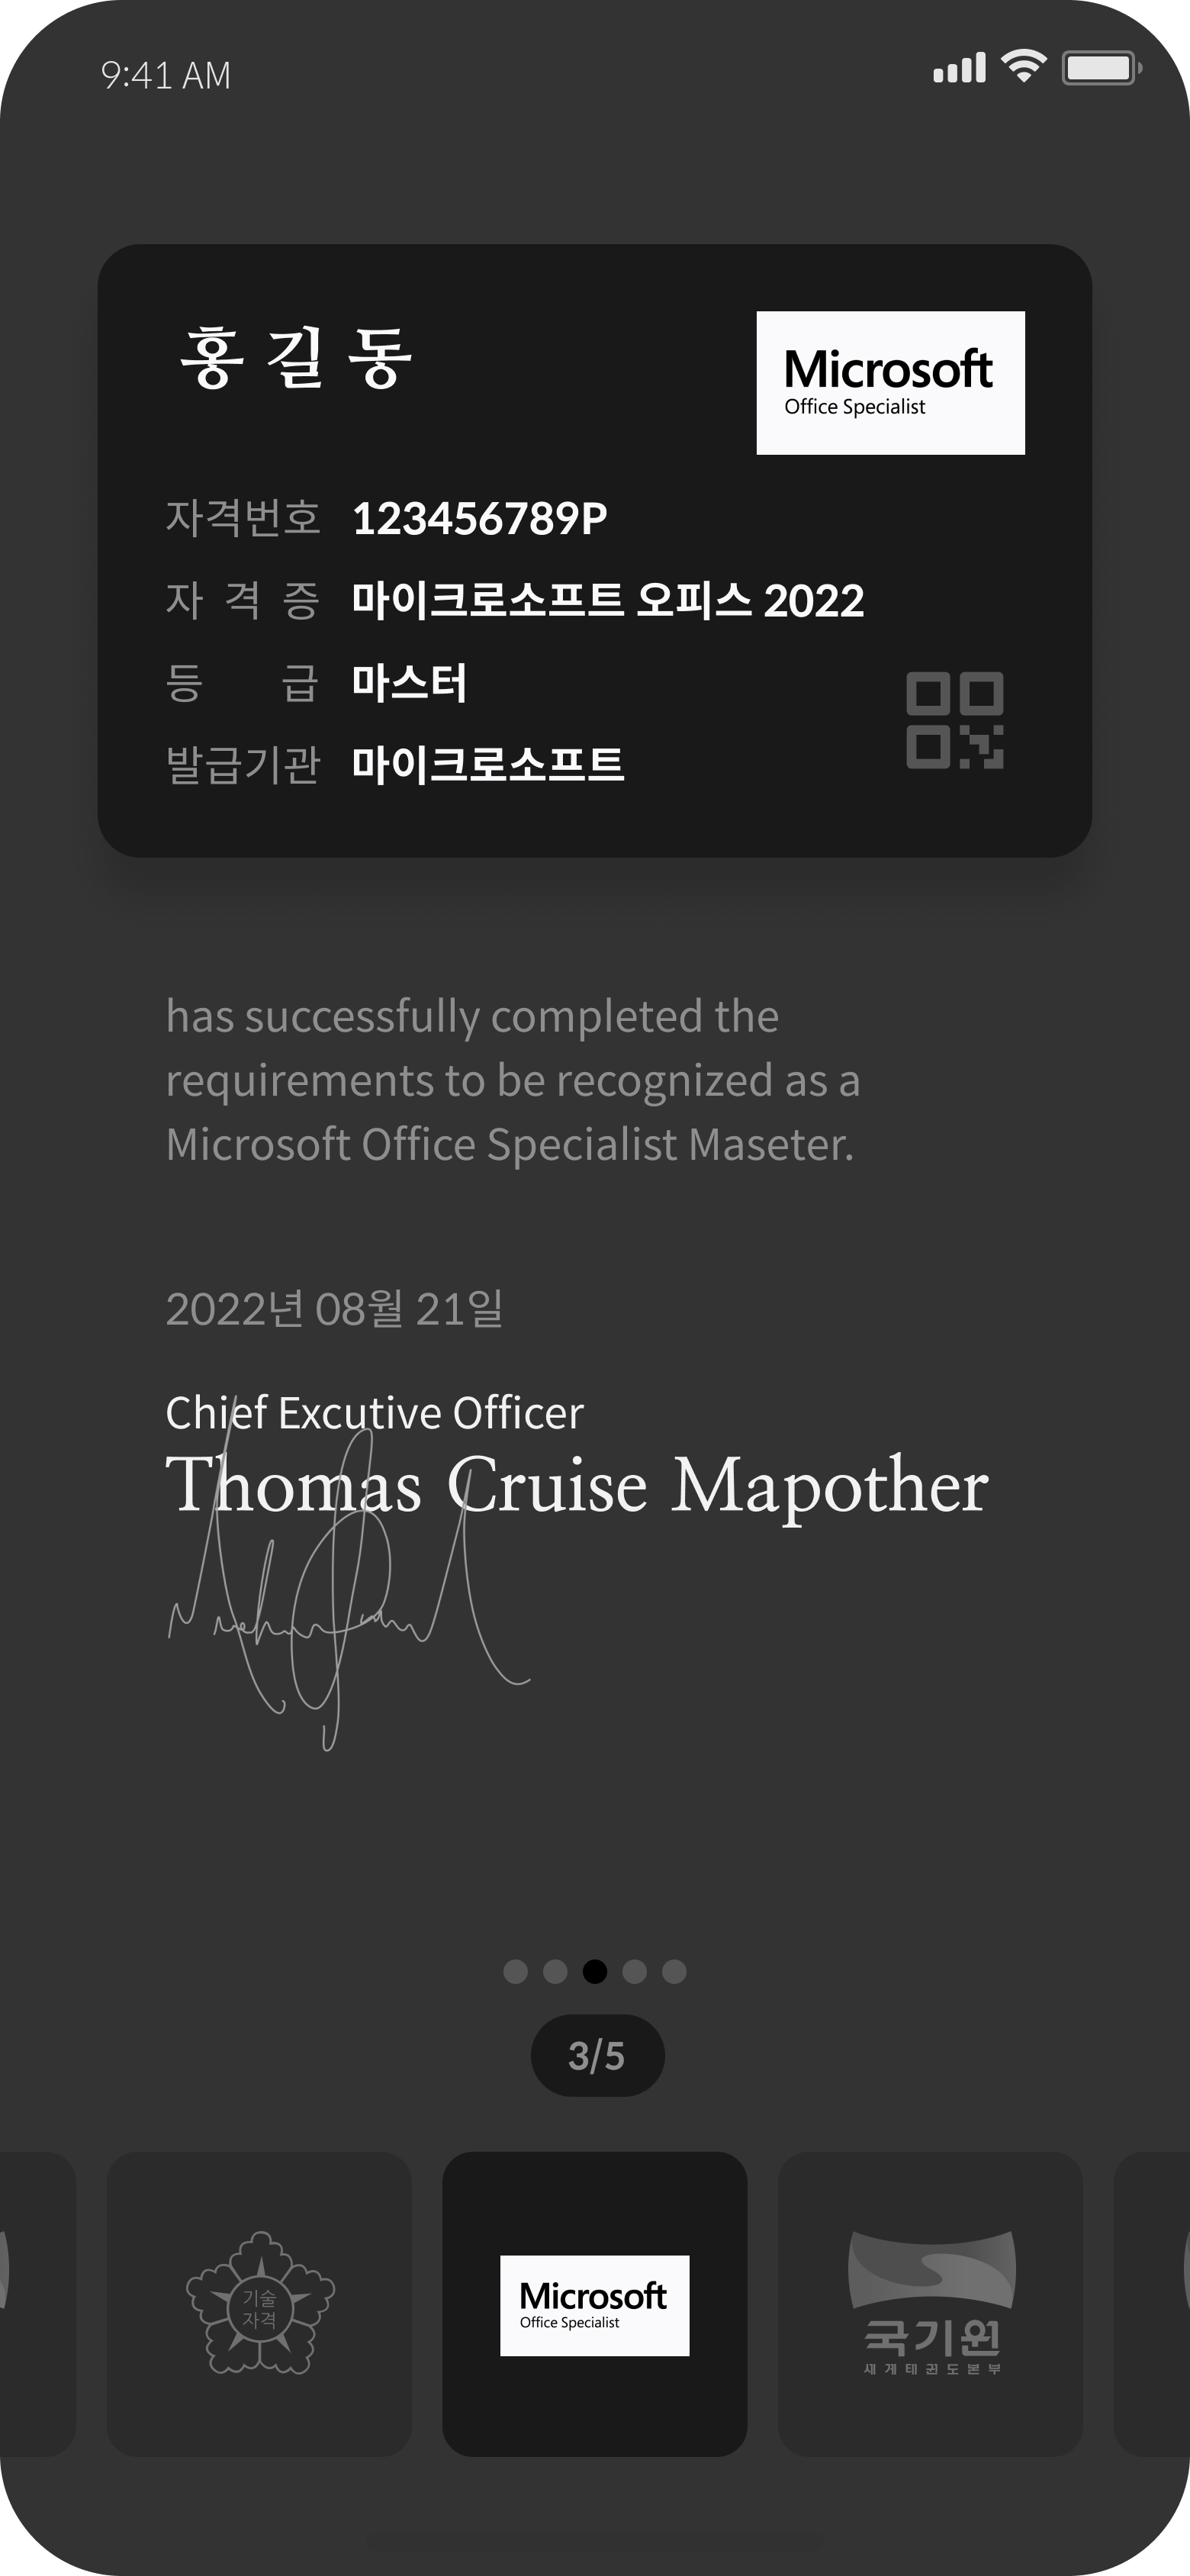 9:41 AM
홍길동
Microsoft
Office Specialist
자격번호 123456789P
자 격 증 마이크로소프트 오피스 2022
등 급 마스터
발급기관 마이크로소프트
has successfully completed the
requirements to be recognized as a
Microsoft Office Specialist Maseter.
2022년 08월 21일
Chief Excutive Officer
Thomas Cruise Mapother
3/5
기술
자격
Microsoft
Office Specialist
국기원
세계태권도본부